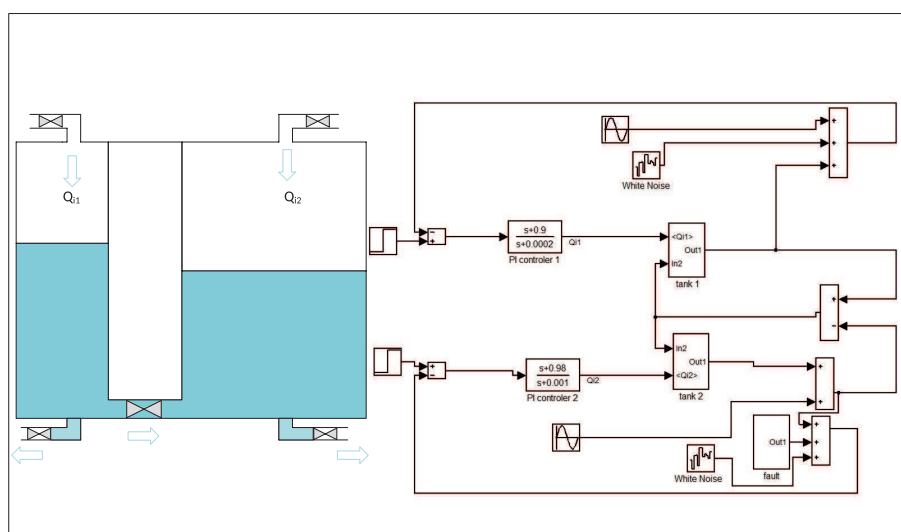 Qi1
Qi2
+
+
+
White Noise
−
+
s+0.9
s+0.0002
PI controler 1
Qi1
<Qi1>
Out1
In2
tank 1
+
−
+
−
s+0.98
s+0.001
PI controler 2
Qi2
In2
Out1
<Qi2>
tank 2
+
+
White Noise
Out1
fault
+
+
+